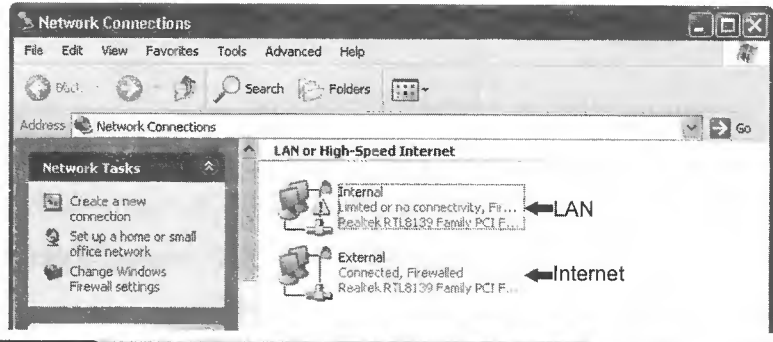 Network Connections
File Edit View Favorites Tools Advanced Help
Back Search Folders
Address Network Connections Go
LAN or High-Speed Internet
Network Tasks
Create a new
connection
Set up a home or small
office network
Change Windows
Firewall settings
Internal
Limited or no connectivity, Fir...
Realtek RTL8139 Family PCI F...
LAN
External
Connected, Firewalled
Realtek RTL8139 Family PCI F...
Internet